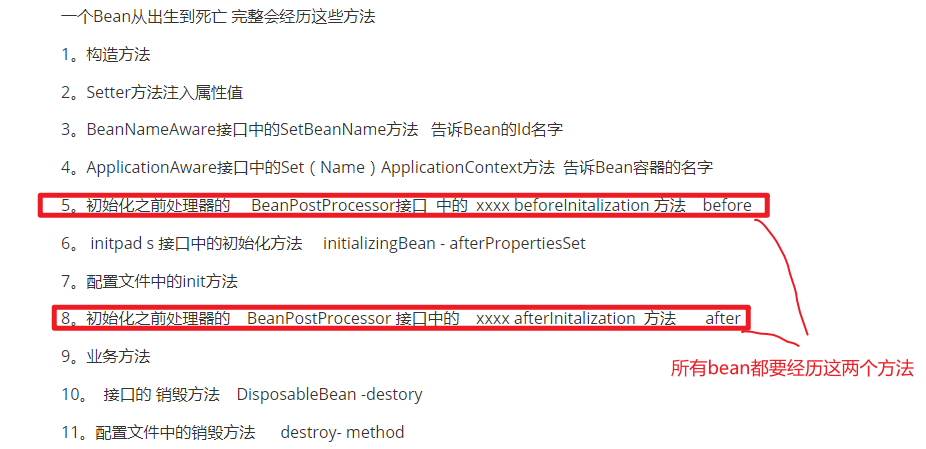 一个Bean从出生到死亡 完整会经历这些方法
1。构造方法
2。Setter方法注入属性值
3。BeanNameAware接口中的SetBeanName方法 告诉Bean的Id名字
4。ApplicationAware接口中的Set（Name）ApplicationContext方法 告诉Bean容器的名字
5。初始化之前处理器的 BeanPostProcessor接口 中的 xxxx beforeInitalization 方法 before
6。 initpad s 接口中的初始化方法 initializingBean - afterPropertiesSet
7。配置文件中的init方法
8。初始化之前处理器的 BeanPostProcessor 接口中的 xxxx afterInitalization 方法 after
9。业务方法
所有bean都要经历这两个方法
10。 接口的 销毁方法 DisposableBean -destory
11。配置文件中的销毁方法 destroy- method